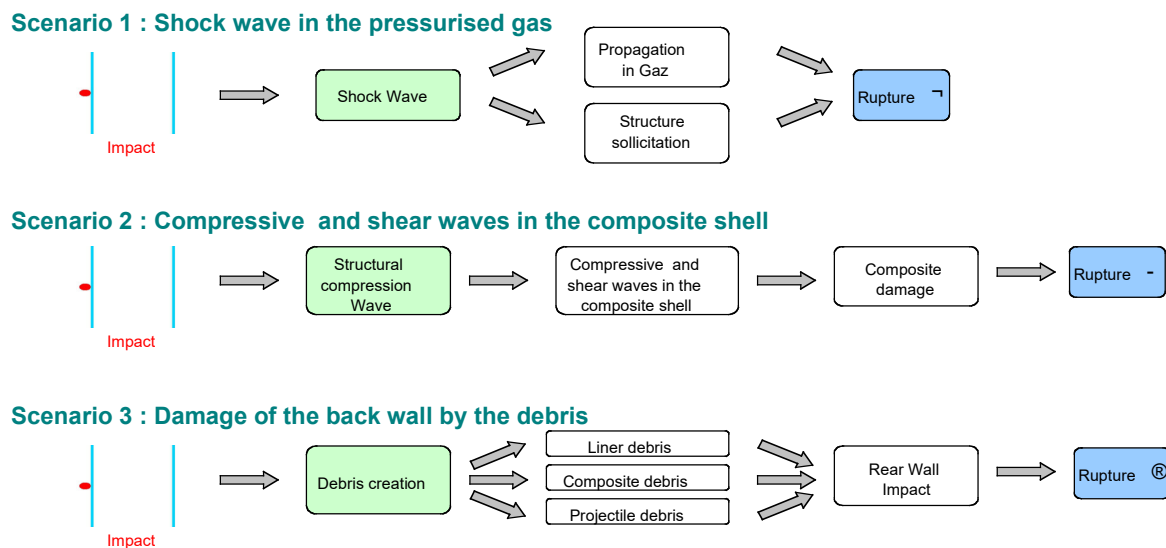 Scenario 1 : Shock wave in the pressurised gas
Impact
Shock Wave
Propagation
in Gaz
Structure
sollicitation
Rupture ¬
Scenario 2 : Compressive and shear waves in the composite shell
Impact
Structural
compression
Wave
Compressive and
shear waves in the
composite shell
Composite
damage
Rupture -
Scenario 3 : Damage of the back wall by the debris
Impact
Debris creation
Liner debris
Composite debris
Projectile debris
Rear Wall
Impact
Rupture ®